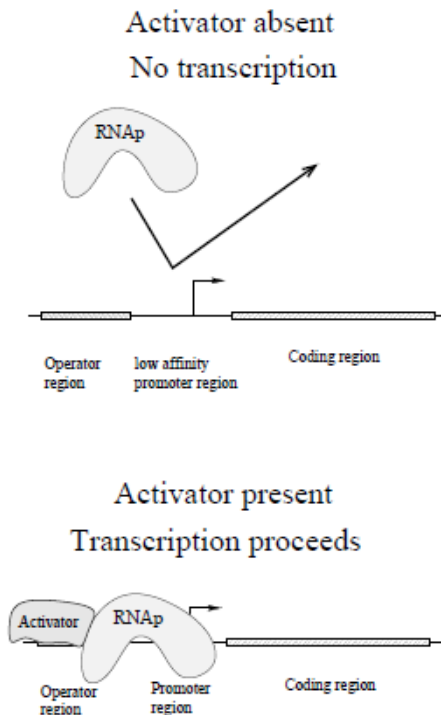 Activator absent
No transcription
RNAp
Operator region
low affinity promoter region
Coding region
Activator present
Transcription proceeds
Activator
RNAp
Operator region
Promoter region
Coding region